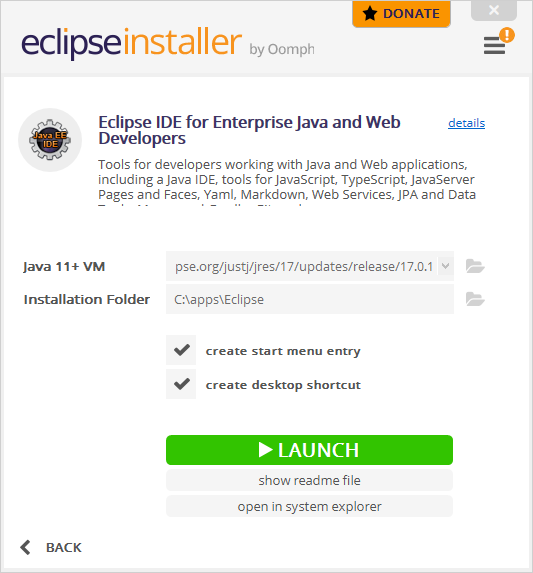 DONATE
eclipseinstaller by Oomph
!
Java EE
IDE
Eclipse IDE for Enterprise Java and Web
Developers
details
Tools for developers working with Java and Web applications,
including a Java IDE, tools for JavaScript, TypeScript, JavaServer
Pages and Faces, Yaml, Markdown, Web Services, JPA and Data
Java 11+ VM
pse.org/justj/jres/17/updates/release/17.0.1
Installation Folder
C:\apps\Eclipse
create start menu entry
create desktop shortcut
LAUNCH
show readme file
open in system explorer
BACK